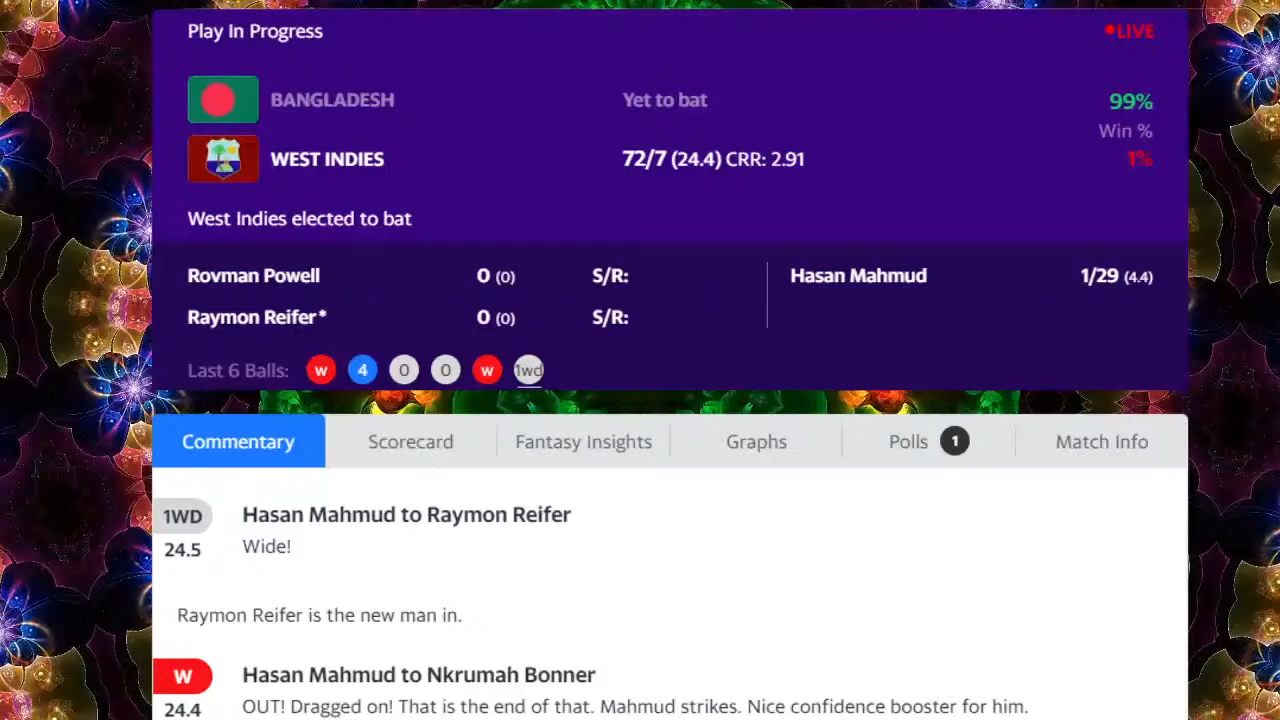 Play In Progress
LIVE
BANGLADESH Yet to bat 99%
Win %
WEST INDIES 72/7 (24.4) CRR: 2.91 1%
West Indies elected to bat
Rovman Powell 0 (0) S/R: Hasan Mahmud 1/29 (4.4)
Raymon Reifer* 0 (0) S/R:
Last 6 Balls: W 4 0 0 W 1wd
Commentary Scorecard Fantasy Insights Graphs Polls 1 Match Info
1WD Hasan Mahmud to Raymon Reifer
24.5 Wide!
Raymon Reifer is the new man in.
W Hasan Mahmud to Nkrumah Bonner
24.4 OUT! Dragged on! That is the end of that. Mahmud strikes. Nice confidence booster for him.